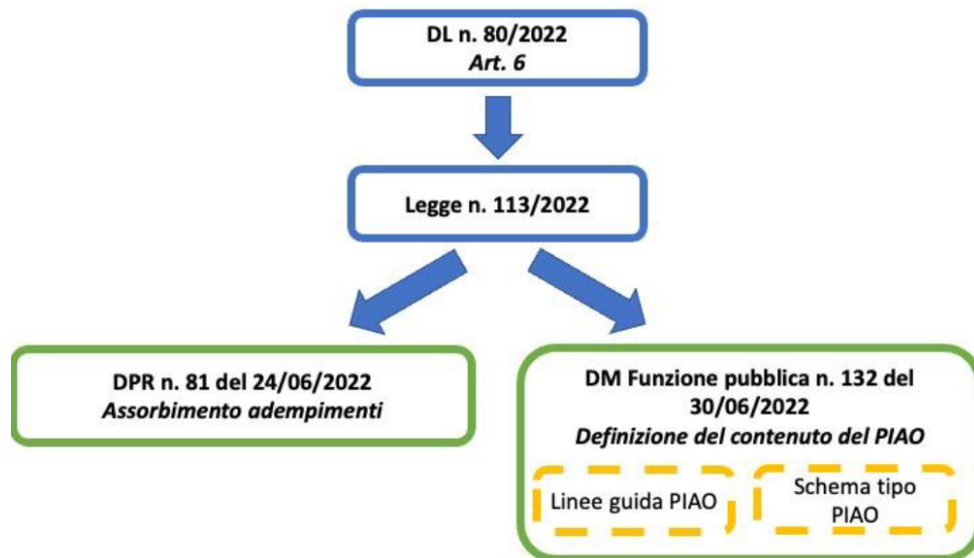 DL n. 80/2022
Art. 6
Legge n. 113/2022
DPR n. 81 del 24/06/2022
Assorbimento adempimenti
DM Funzione pubblica n. 132 del
30/06/2022
Definizione del contenuto del PIAO
Linee guida PIAO
Schema tipo
PIAO